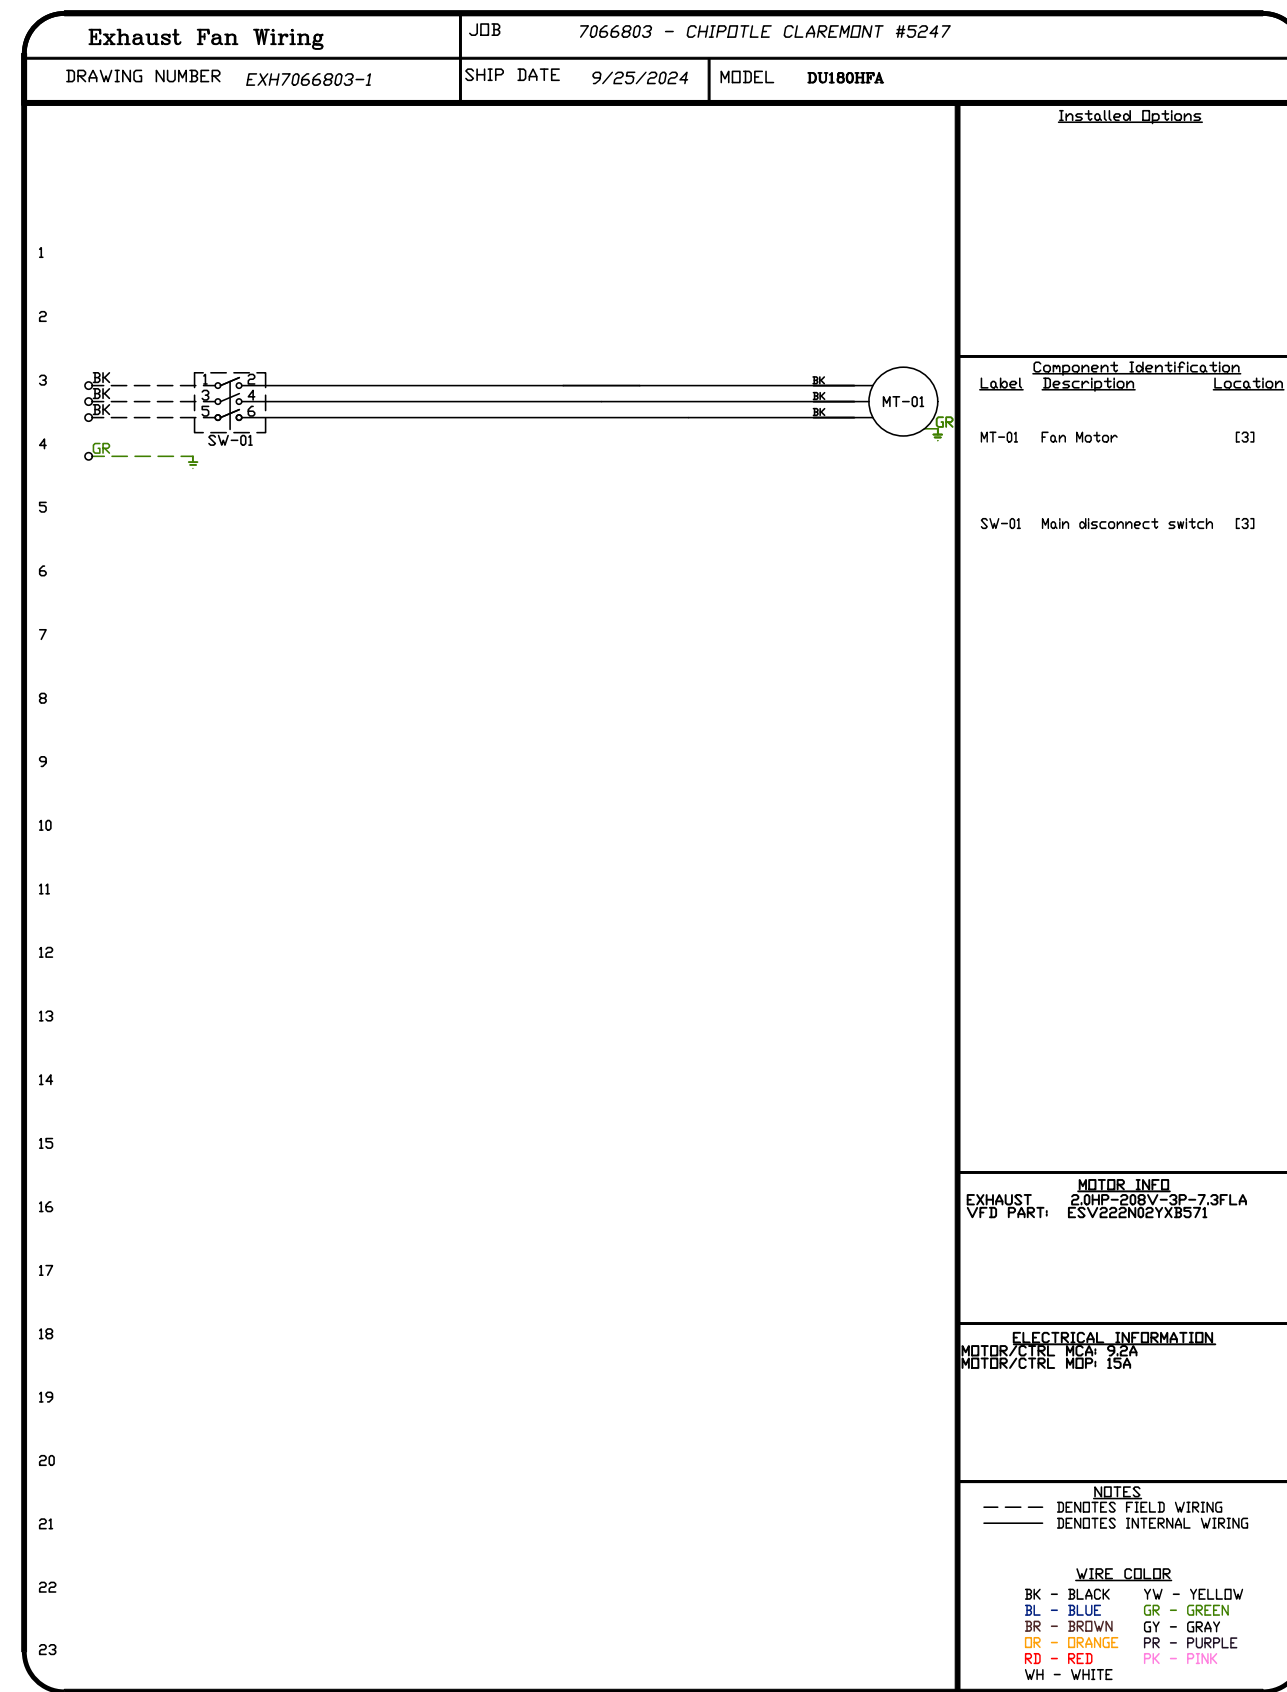 Exhaust Fan Wiring
JOB 7066803 - CHIPOTLE CLAREMONT #5247
DRAWING NUMBER EXH7066803-1
SHIP DATE 9/25/2024
MODEL DU180HFA
Installed Options
1
2
3
4
5
6
7
8
9
10
11
12
13
14
15
16
17
18
19
20
21
22
23
BK 1 2 BK
BK 3 4 BK
BK 5 6 BK
MT-01
GR
SW-01
GR
Component Identification
Label Description Location
MT-01 Fan Motor [3]
SW-01 Main disconnect switch [3]
MOTOR INFO
EXHAUST 2.0HP-208V-3P-7.3FLA
VFD PART: ESV222N02YXB571
ELECTRICAL INFORMATION
MOTOR/CTRL MCA: 9.2A
MOTOR/CTRL MOP: 15A
NOTES
DENOTES FIELD WIRING
DENOTES INTERNAL WIRING
WIRE COLOR
BK - BLACK YW - YELLOW
BL - BLUE GR - GREEN
BR - BROWN GY - GRAY
OR - ORANGE PR - PURPLE
RD - RED PK - PINK
WH - WHITE